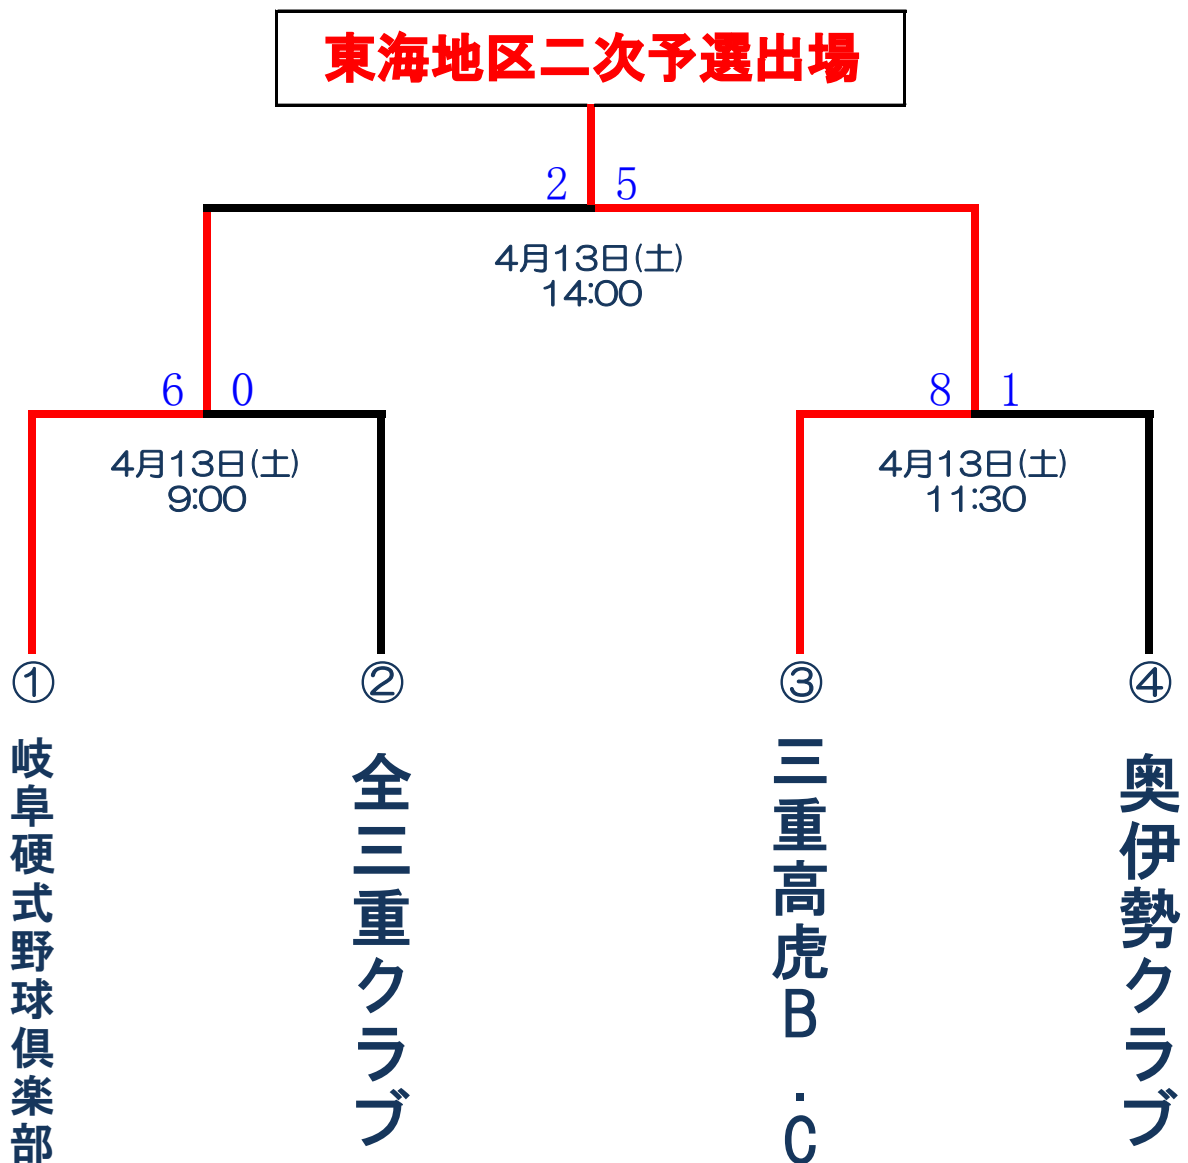 東海地区二次予選出場
2 5
4月13日(土)
14:00
6 0
8 1
4月13日(土)
9:00
4月13日(土)
11:30
①
②
③
④
岐阜硬式野球倶楽部
全三重クラブ
三重高虎B.C
奥伊勢クラブ